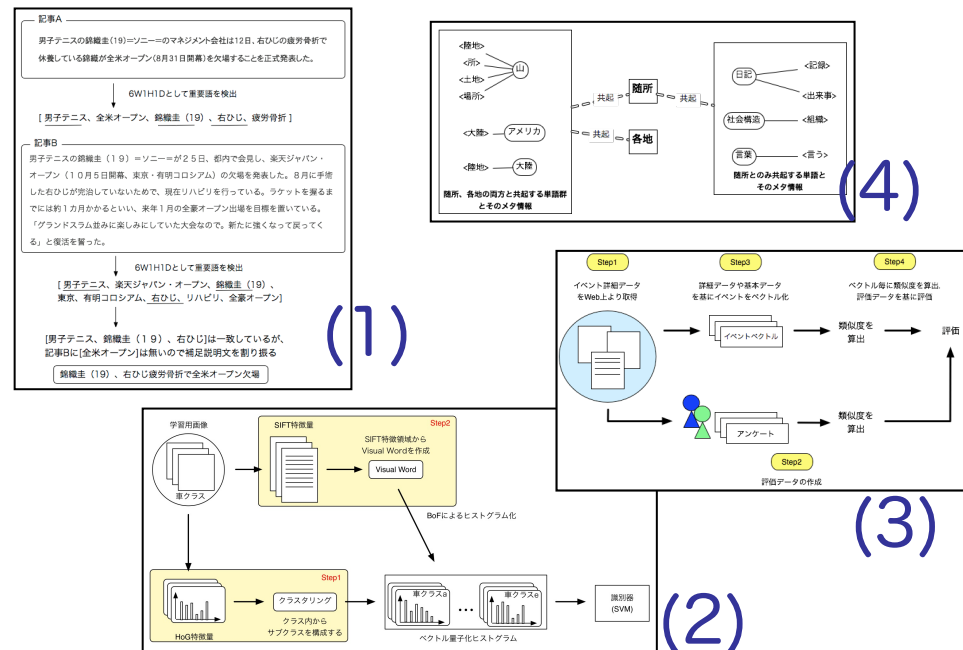 記事A
男子テニスの錦織圭(19)=ソニー=のマネジメント会社は12日、右ひじの疲労骨折で
休養している錦織が全米オープン(8月31日開幕)を欠場することを正式発表した。
6W1H1Dとして重要語を検出
[ 男子テニス、全米オープン、錦織圭（19）、右ひじ、疲労骨折 ]
記事B
男子テニスの錦織圭（１９）＝ソニー＝が２５日、都内で会見し、楽天ジャパン・
オープン（１０月５日開幕、東京・有明コロシアム）の欠場を発表した。８月に手術
した右ひじが完治していないためで、現在リハビリを行っている。ラケットを握るま
でには約１カ月かかるといい、来年１月の全豪オープン出場を目標を置いている。
「グランドスラム並みに楽しみにしていた大会なので。新たに強くなって戻ってく
る」と復活を誓った。
6W1H1Dとして重要語を検出
[ 男子テニス、楽天ジャパン・オープン、錦織圭（19）、
東京、有明コロシアム、右ひじ、リハビリ、全豪オープン]
[男子テニス、錦織圭（１９）、右ひじ]は一致しているが、
記事Bに[全米オープン]は無いので補足説明文を割り振る
錦織圭（19）、右ひじ疲労骨折で全米オープン欠場
(1)
<陸地>
<所>
<土地>
<場所>
山
<大陸>
アメリカ
<陸地>
大陸
随所、各地の両方と共起する単語群
とそのメタ情報
共起
随所
共起
共起
各地
日記
<記録>
<出来事>
社会構造
<組織>
言葉
<言う>
随所とのみ共起する単語と
そのメタ情報
(4)
Step1
イベント詳細データ
をWeb上より取得
Step3
詳細データや基本データ
を基にイベントをベクトル化
Step4
ベクトル毎に類似度を算出,
評価データを基に評価
イベントベクトル
類似度を
算出
評価
アンケート
類似度を
算出
Step2
評価データの作成
(3)
学習用画像
車クラス
SIFT特徴量
Step2
SIFT特徴領域から
Visual Wordを作成
Visual Word
BoFによるヒストグラム化
Step1
HoG特徴量
クラスタリング
クラス内から
サブクラスを構成する
車クラスa
…
車クラスe
ベクトル量子化ヒストグラム
識別器
(SVM)
(2)